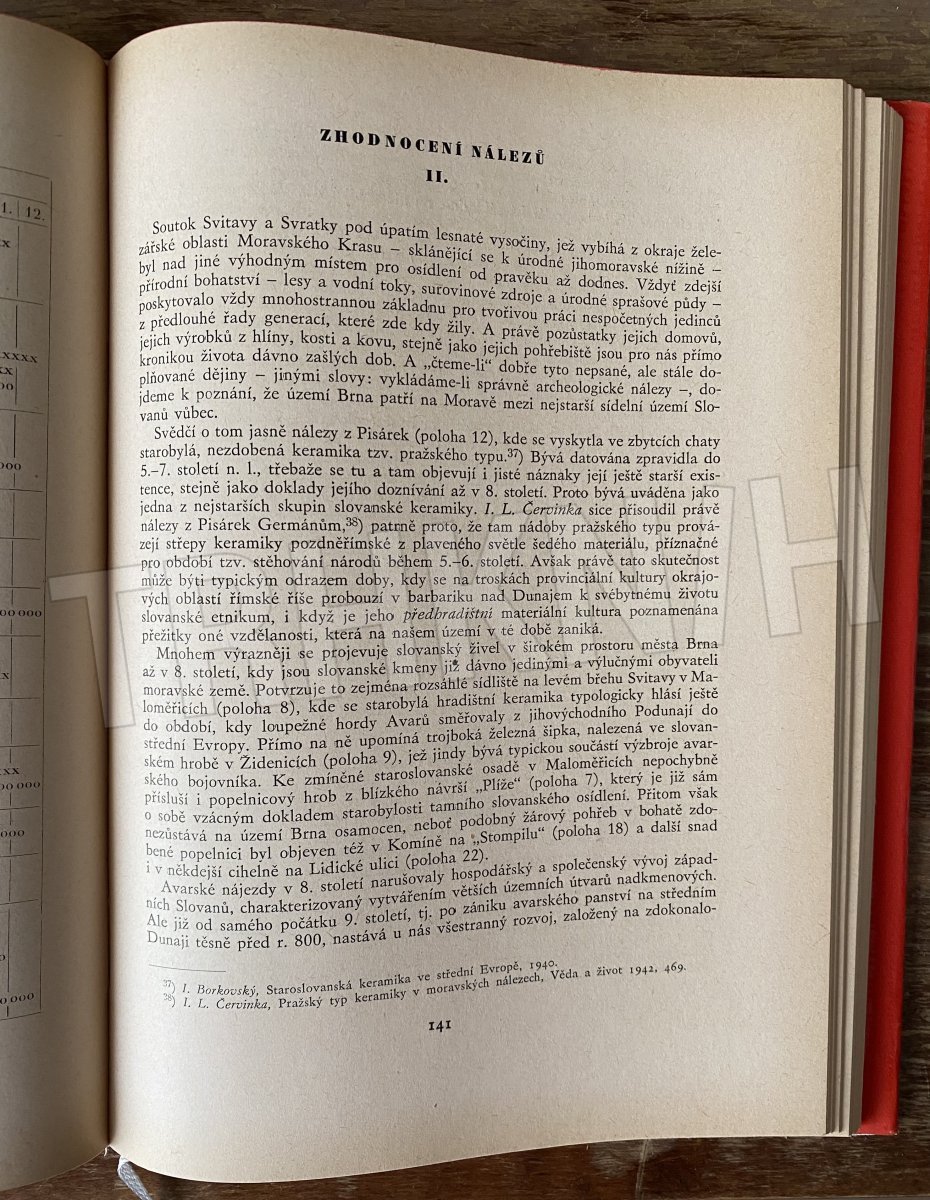 1. 12.
xx
xxxx
xx
oo
ooo
oo ooo
xx
oo ooo
ooo
oo ooo
ZHODNOCENÍ NÁLEZŮ
II.
Soutok Svitavy a Svratky pod úpatím lesnaté vysočiny, jež vybíhá z okraje žele-
zářské oblasti Moravského Krasu – sklánějící se k úrodné jihomoravské nížině –
byl nad jiné výhodným místem pro osídlení od pravěku až dodnes. Vždyť zdejší
přírodní bohatství – lesy a vodní toky, surovinové zdroje a úrodné sprašové půdy –
poskytovalo vždy mnohostrannou základnu pro tvořivou práci nespočetných jedinců
z předlouhé řady generací, které zde kdy žily. A právě pozůstatky jejich domovů,
jejich výrobků z hlíny, kosti a kovu, stejně jako jejich pohřebiště jsou pro nás přímo
kronikou života dávno zašlých dob. A „čteme-li“ dobře tyto nepsané, ale stále do-
plňované dějiny – jinými slovy: vykládáme-li správně archeologické nálezy –, do-
jdeme k poznání, že území Brna patří na Moravě mezi nejstarší sídelní území Slo-
vanů vůbec.
Svědčí o tom jasně nálezy z Pisárek (poloha 12), kde se vyskytla ve zbytcích chaty
starobylá, nezdobená keramika tzv. pražského typu.37) Bývá datována zpravidla do
5.–7. století n. l., třebaže se tu a tam objevují i jisté náznaky její ještě starší exis-
tence, stejně jako doklady jejího doznívání až v 8. století. Proto bývá uváděna jako
jedna z nejstarších skupin slovanské keramiky. I. L. Červinka sice přisoudil právě
nálezy z Pisárek Germánům,38) patrně proto, že tam nádoby pražského typu prová-
zejí střepy keramiky pozdněřímské z plaveného světle šedého materiálu, příznačné
pro období tzv. stěhování národů během 5.–6. století. Avšak právě tato skutečnost
může býti typickým odrazem doby, kdy se na troskách provinciální kultury okrajo-
vých oblastí římské říše probouzí v barbariku nad Dunajem k svébytnému životu
slovanské etnikum, i když je jeho předhradištní materiální kultura poznamenána
přežitky oné vzdělanosti, která na našem území v té době zaniká.
Mnohem výrazněji se projevuje slovanský živel v širokém prostoru města Brna
až v 8. století, kdy jsou slovanské kmeny již dávno jedinými a výlučnými obyvateli
moravské země. Potvrzuje to zejména rozsáhlé sídliště na levém břehu Svitavy v Ma-
loměřicích (poloha 8), kde se starobylá hradištní keramika typologicky hlásí ještě
do období, kdy loupežné hordy Avarů směřovaly z jihovýchodního Podunají do
střední Evropy. Přímo na ně upomíná trojboká železná šipka, nalezená ve slovan-
ském hrobě v Židenicích (poloha 9), jež jindy bývá typickou součástí výzbroje avar-
ského bojovníka. Ke zmíněné staroslovanské osadě v Maloměřicích nepochybně
přísluší i popelnicový hrob z blízkého návrší „Plíže“ (poloha 7), který je již sám
o sobě vzácným dokladem starobylosti tamního slovanského osídlení. Přitom však
nezůstává na území Brna osamocen, neboť podobný žárový pohřeb v bohatě zdo-
bené popelnici byl objeven též v Komíně na „Stompilu“ (poloha 18) a další snad
i v někdejší cihelně na Lidické ulici (poloha 22).
Avarské nájezdy v 8. století narušovaly hospodářský a společenský vývoj západ-
ních Slovanů, charakterizovaný vytvářením větších územních útvarů nadkmenových.
Ale již od samého počátku 9. století, tj. po zániku avarského panství na středním
Dunaji těsně před r. 800, nastává u nás všestranný rozvoj, založený na zdokonalo-
37) I. Borkovský, Staroslovanská keramika ve střední Evropě, 1940.
38) I. L. Červinka, Pražský typ keramiky v moravských nálezech, Věda a život 1942, 469.
141